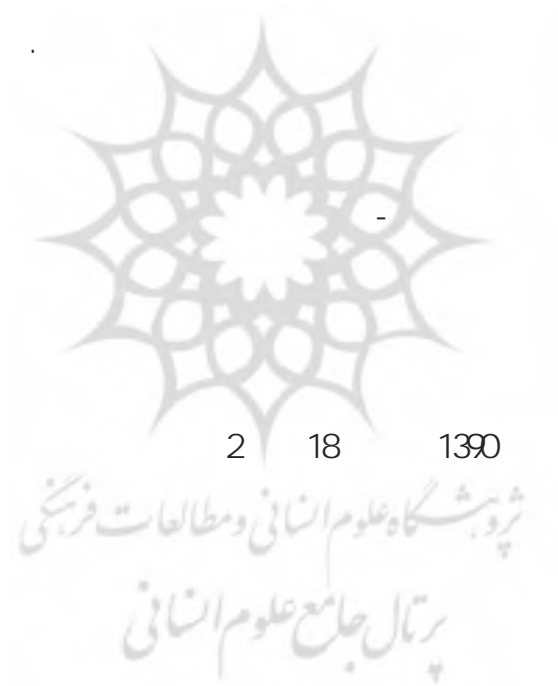 .
-
2 18 1390
پژوهشگاه علوم انسانی و مطالعات فرهنگی
پرتال جامع علوم انسانی